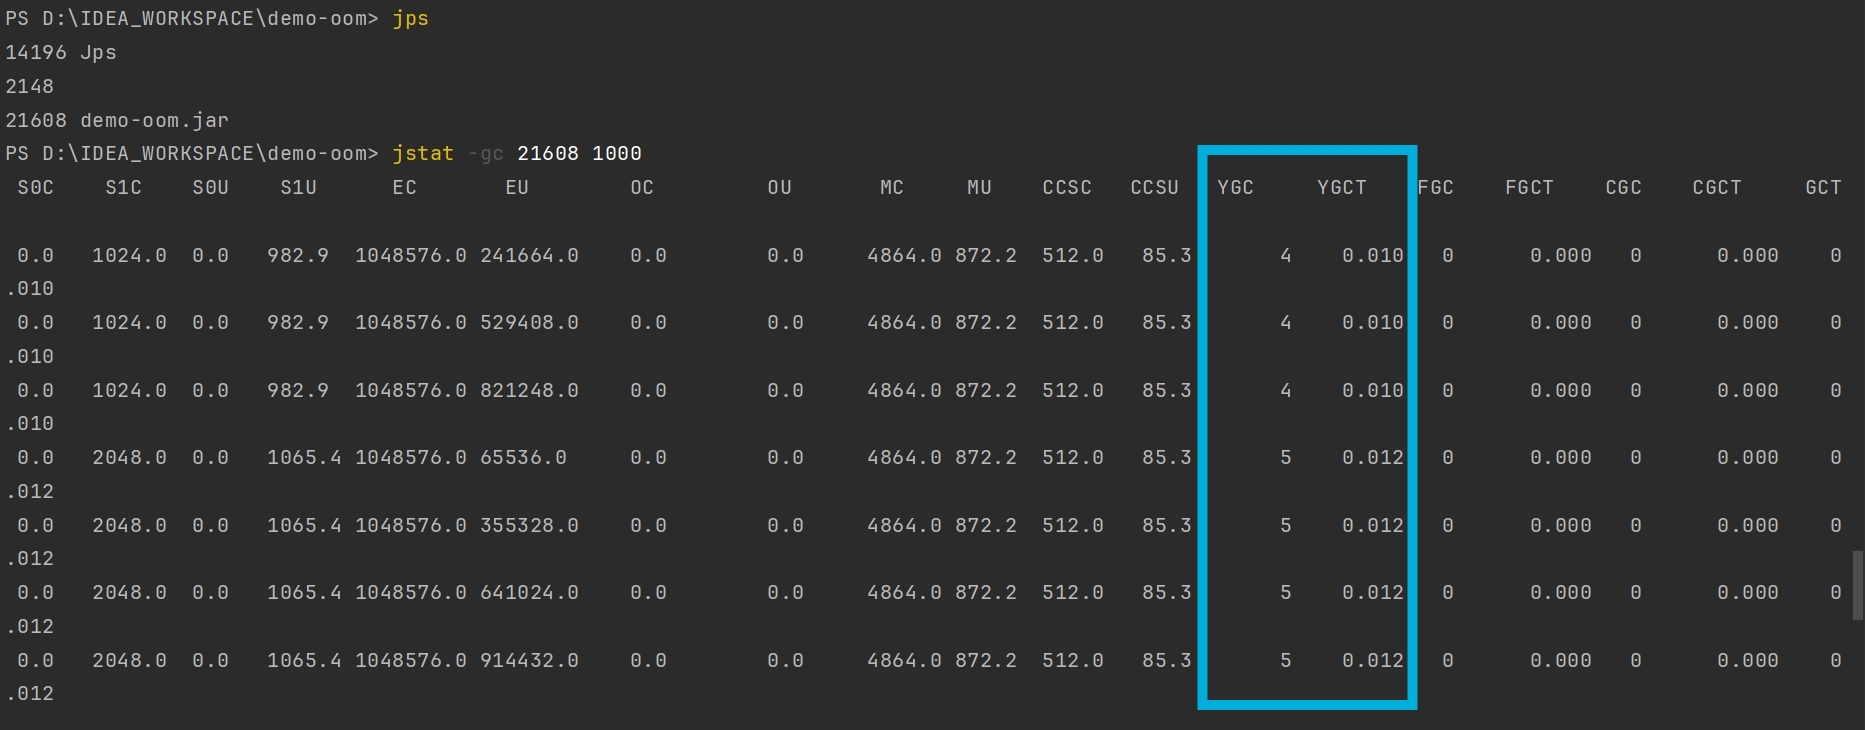 PS D:\IDEA_WORKSPACE\demo-oom> jps
14196 Jps
2148
21608 demo-oom.jar
PS D:\IDEA_WORKSPACE\demo-oom> jstat -gc 21608 1000
S0C S1C S0U S1U EC EU OC OU MC MU CCSC CCSU YGC YGCT FGC FGCT CGC CGCT GCT
0.0 1024.0 0.0 982.9 1048576.0 241664.0 0.0 0.0 4864.0 872.2 512.0 85.3 4 0.010 0 0.000 0 0.000 0
.010
0.0 1024.0 0.0 982.9 1048576.0 529408.0 0.0 0.0 4864.0 872.2 512.0 85.3 4 0.010 0 0.000 0 0.000 0
.010
0.0 1024.0 0.0 982.9 1048576.0 821248.0 0.0 0.0 4864.0 872.2 512.0 85.3 4 0.010 0 0.000 0 0.000 0
.010
0.0 2048.0 0.0 1065.4 1048576.0 65536.0 0.0 0.0 4864.0 872.2 512.0 85.3 5 0.012 0 0.000 0 0.000 0
.012
0.0 2048.0 0.0 1065.4 1048576.0 355328.0 0.0 0.0 4864.0 872.2 512.0 85.3 5 0.012 0 0.000 0 0.000 0
.012
0.0 2048.0 0.0 1065.4 1048576.0 641024.0 0.0 0.0 4864.0 872.2 512.0 85.3 5 0.012 0 0.000 0 0.000 0
.012
0.0 2048.0 0.0 1065.4 1048576.0 914432.0 0.0 0.0 4864.0 872.2 512.0 85.3 5 0.012 0 0.000 0 0.000 0
.012